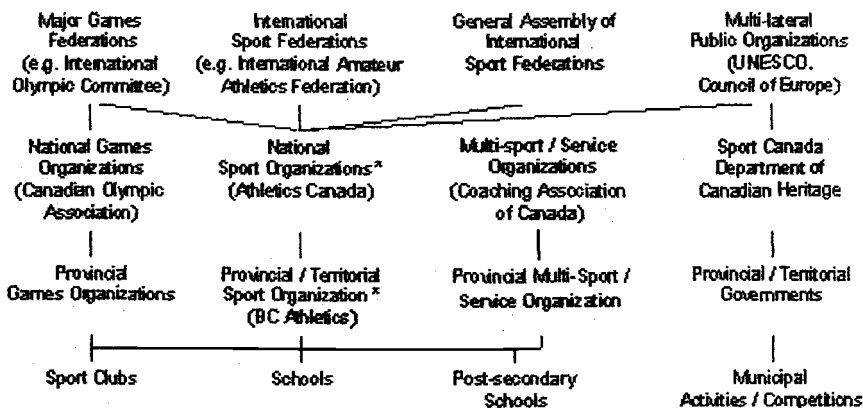 Major Games
Federations
(e.g. International
Olympic Committee)
International
Sport Federations
(e.g. International Amateur
Athletics Federation)
General Assembly of
International
Sport Federations
Multi-lateral
Public Organizations
(UNESCO.
Council of Europe)
National Games
Organizations
(Canadian Olympic
Association)
National
Sport Organizations*
(Athletics Canada)
Multi-sport / Service
Organizations
(Coaching Association
of Canada)
Sport Canada
Department of
Canadian Heritage
Provincial
Games Organizations
Provincial / Territorial
Sport Organization*
(BC Athletics)
Provincial Multi-Sport /
Service Organization
Provincial / Territorial
Governments
Sport Clubs
Schools
Post-secondary
Schools
Municipal
Activities / Competitions